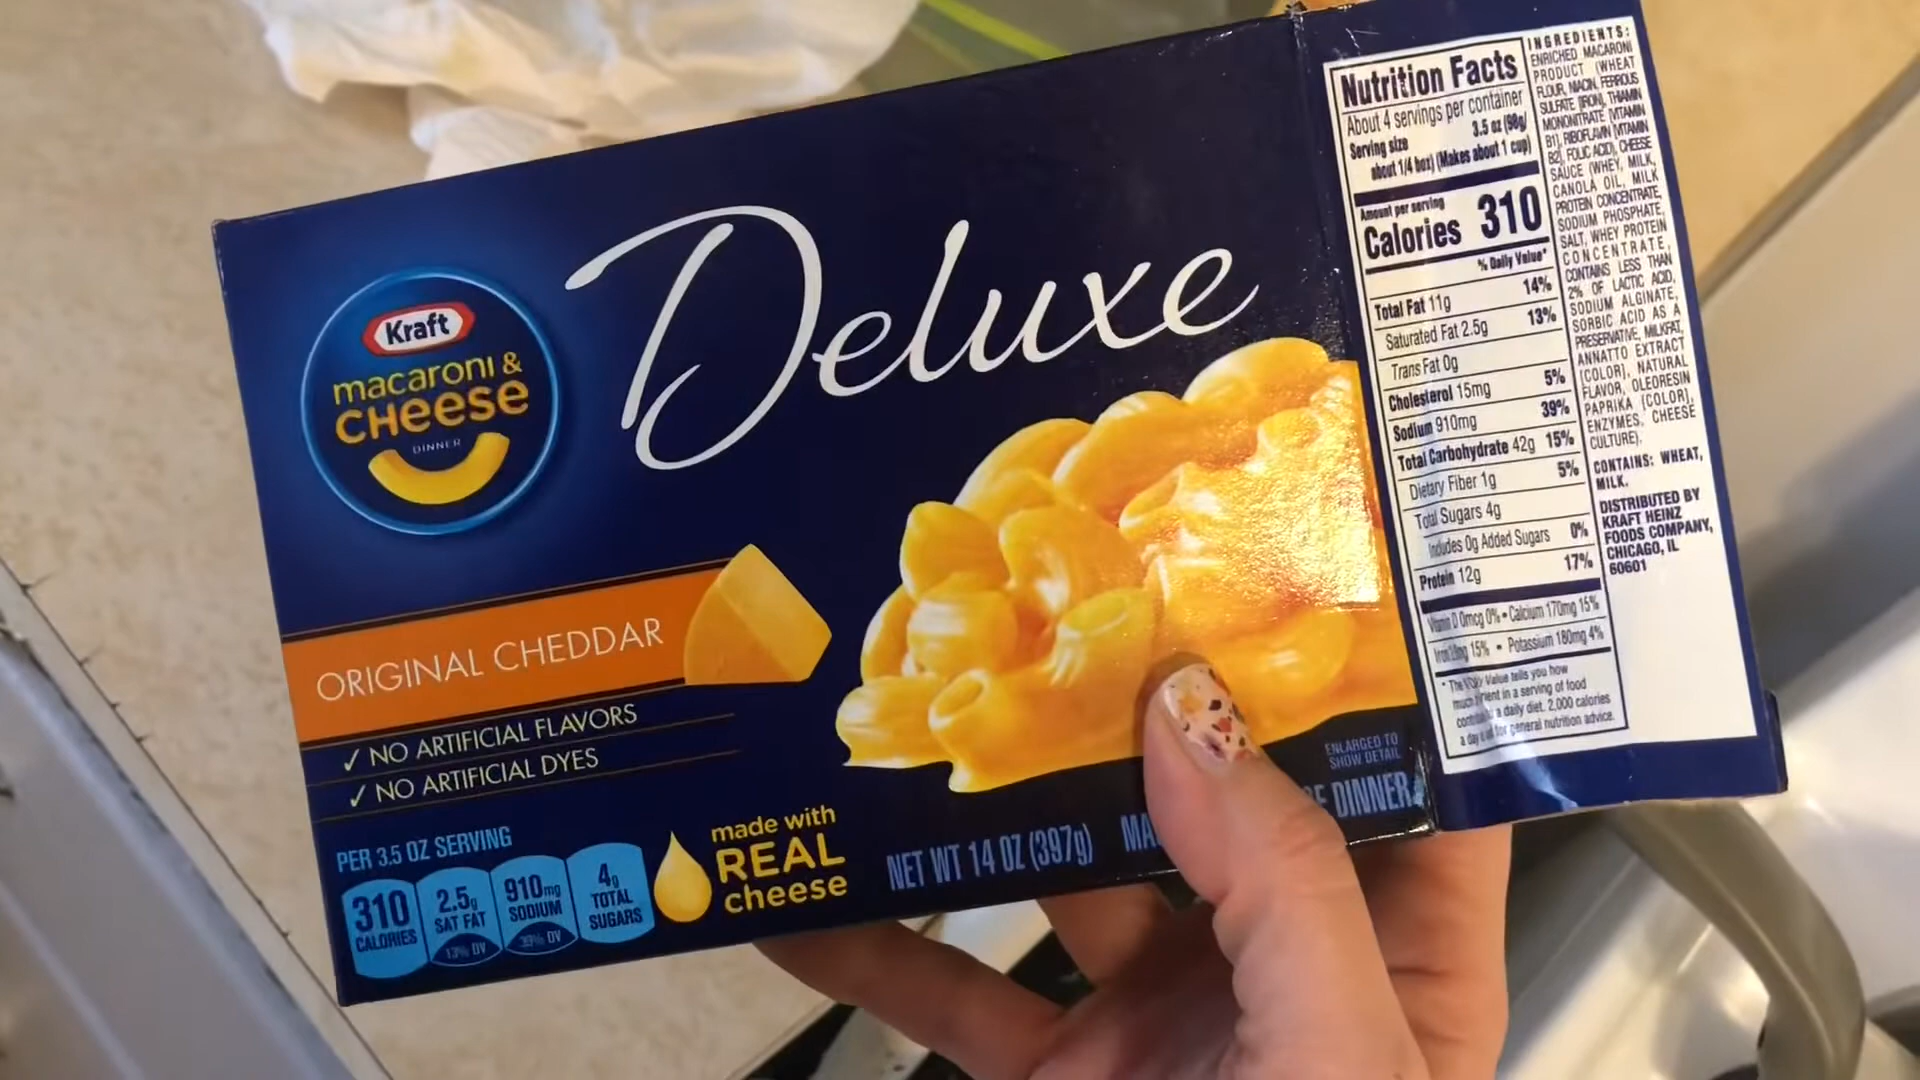 Kraft
macaroni &
CHeese
DINNER
Deluxe
ORIGINAL CHEDDAR
✓ NO ARTIFICIAL FLAVORS
✓ NO ARTIFICIAL DYES
PER 3.5 OZ SERVING
310
CALORIES
2.5g
SAT FAT
13% DV
910mg
SODIUM
39% DV
4g
TOTAL
SUGARS
made with
REAL
cheese
NET WT 14 OZ (397g)
ENLARGED TO
SHOW DETAIL
DINNER
Nutrition Facts
About 4 servings per container
Serving size 3.5 oz (98g)
about 1/4 box) (Makes about 1 cup)
Amount per serving
Calories 310
% Daily Value*
Total Fat 11g 14%
Saturated Fat 2.5g 13%
Trans Fat 0g
Cholesterol 15mg 5%
Sodium 910mg 39%
Total Carbohydrate 42g 15%
Dietary Fiber 1g 5%
Total Sugars 4g
Includes 0g Added Sugars 0%
Protein 12g 17%
Vitamin D 0mcg 0% • Calcium 170mg 15%
15% • Potassium 180mg 4%
* The Value tells you how
much in a serving of food
a daily diet. 2,000 calories
a day general nutrition advice.
INGREDIENTS:
ENRICHED MACARONI
PRODUCT (WHEAT
FLOUR, NIACIN, FERROUS
SULFATE [IRON], THIAMIN
MONONITRATE [VITAMIN
B1], RIBOFLAVIN [VITAMIN
B2], FOLIC ACID), CHEESE
SAUCE (WHEY, MILK,
CANOLA OIL, MILK
PROTEIN CONCENTRATE,
SODIUM PHOSPHATE,
SALT, WHEY PROTEIN
CONCENTRATE,
CONTAINS LESS THAN
2% OF LACTIC ACID,
SODIUM ALGINATE,
SORBIC ACID AS A
PRESERVATIVE, MILKFAT,
ANNATTO EXTRACT
[COLOR], NATURAL
FLAVOR, OLEORESIN
PAPRIKA [COLOR],
ENZYMES, CHEESE
CULTURE).
CONTAINS: WHEAT,
MILK.
DISTRIBUTED BY
KRAFT HEINZ
FOODS COMPANY,
CHICAGO, IL
60601